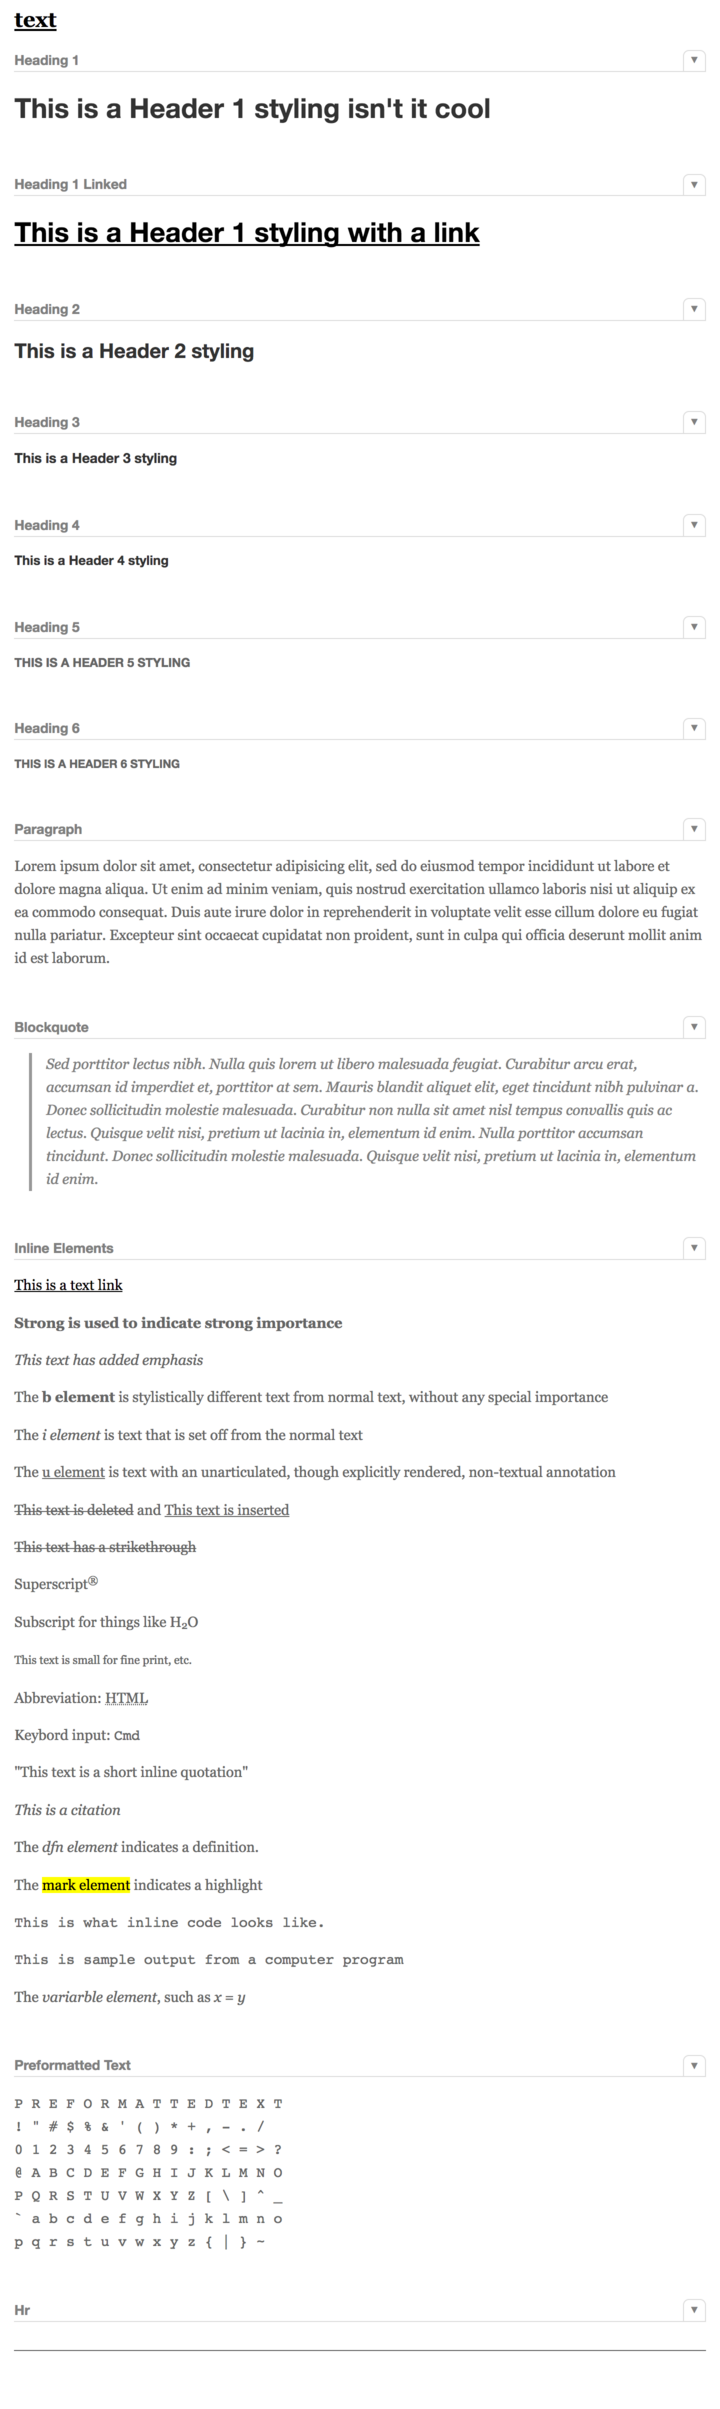 text
Heading 1
▼
This is a Header 1 styling isn't it cool
Heading 1 Linked
▼
This is a Header 1 styling with a link
Heading 2
▼
This is a Header 2 styling
Heading 3
▼
This is a Header 3 styling
Heading 4
▼
This is a Header 4 styling
Heading 5
▼
THIS IS A HEADER 5 STYLING
Heading 6
▼
THIS IS A HEADER 6 STYLING
Paragraph
▼
Lorem ipsum dolor sit amet, consectetur adipisicing elit, sed do eiusmod tempor incididunt ut labore et
dolore magna aliqua. Ut enim ad minim veniam, quis nostrud exercitation ullamco laboris nisi ut aliquip ex
ea commodo consequat. Duis aute irure dolor in reprehenderit in voluptate velit esse cillum dolore eu fugiat
nulla pariatur. Excepteur sint occaecat cupidatat non proident, sunt in culpa qui officia deserunt mollit anim
id est laborum.
Blockquote
▼
Sed porttitor lectus nibh. Nulla quis lorem ut libero malesuada feugiat. Curabitur arcu erat,
accumsan id imperdiet et, porttitor at sem. Mauris blandit aliquet elit, eget tincidunt nibh pulvinar a.
Donec sollicitudin molestie malesuada. Curabitur non nulla sit amet nisl tempus convallis quis ac
lectus. Quisque velit nisi, pretium ut lacinia in, elementum id enim. Nulla porttitor accumsan
tincidunt. Donec sollicitudin molestie malesuada. Quisque velit nisi, pretium ut lacinia in, elementum
id enim.
Inline Elements
▼
This is a text link
Strong is used to indicate strong importance
This text has added emphasis
The b element is stylistically different text from normal text, without any special importance
The i element is text that is set off from the normal text
The u element is text with an unarticulated, though explicitly rendered, non-textual annotation
This text is deleted and This text is inserted
This text has a strikethrough
Superscript®
Subscript for things like H₂O
This text is small for fine print, etc.
Abbreviation: HTML
Keybord input: Cmd
"This text is a short inline quotation"
This is a citation
The dfn element indicates a definition.
The mark element indicates a highlight
This is what inline code looks like.
This is sample output from a computer program
The variarble element, such as x = y
Preformatted Text
▼
P R E F O R M A T T E D T E X T
! " # $ % & ' ( ) * + , - . /
0 1 2 3 4 5 6 7 8 9 : ; < = > ?
@ A B C D E F G H I J K L M N O
P Q R S T U V W X Y Z [ \ ] ^ _
` a b c d e f g h i j k l m n o
p q r s t u v w x y z { | } ~
Hr
▼